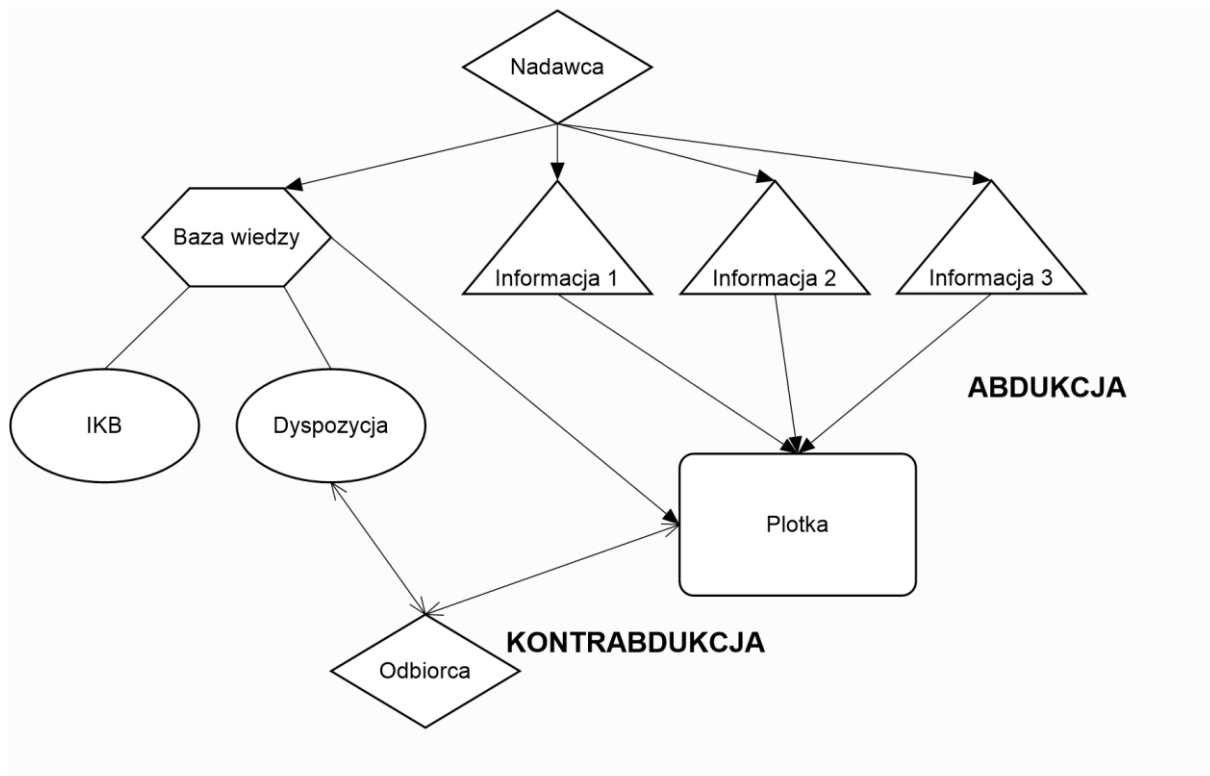 Nadawca
Baza wiedzy
Informacja 1
Informacja 2
Informacja 3
ABDUKCJA
IKB
Dyspozycja
Plotka
KONTRABDUKCJA
Odbiorca